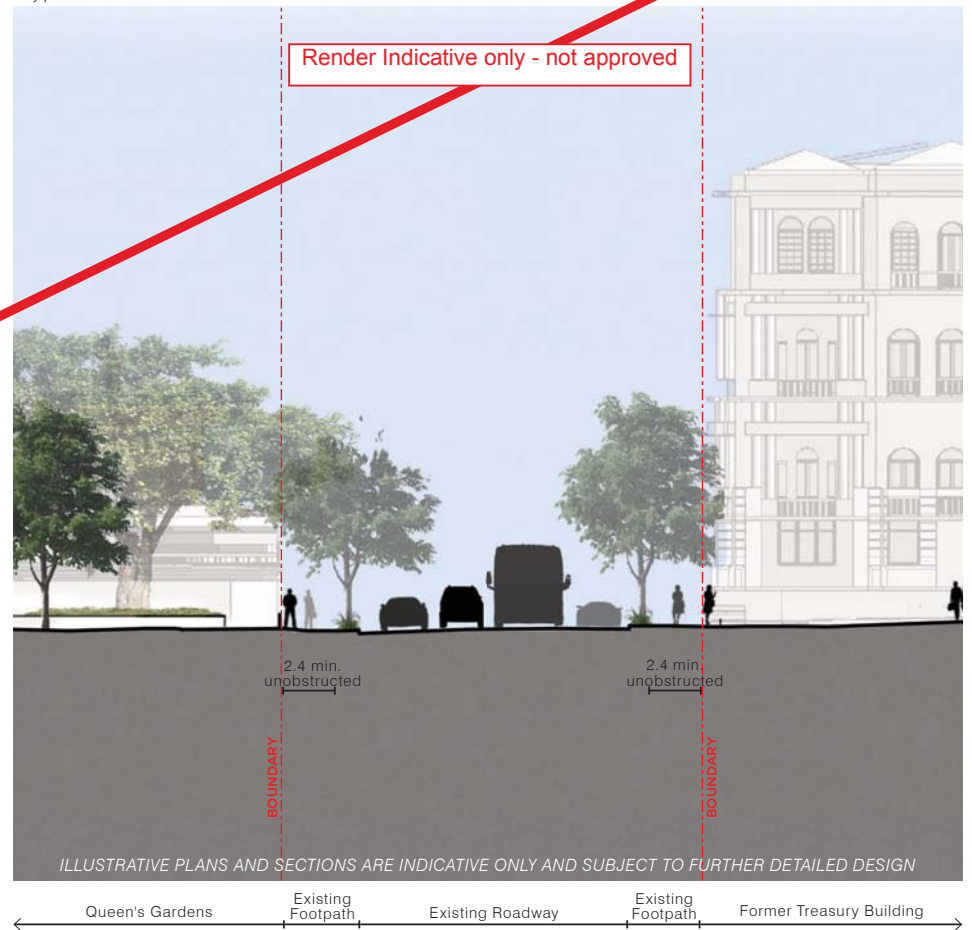 Render Indicative only - not approved
2.4 min.
unobstructed
2.4 min.
unobstructed
BOUNDARY
BOUNDARY
ILLUSTRATIVE PLANS AND SECTIONS ARE INDICATIVE ONLY AND SUBJECT TO FURTHER DETAILED DESIGN
Queen's Gardens
Existing
Footpath
Existing Roadway
Existing
Footpath
Former Treasury Building